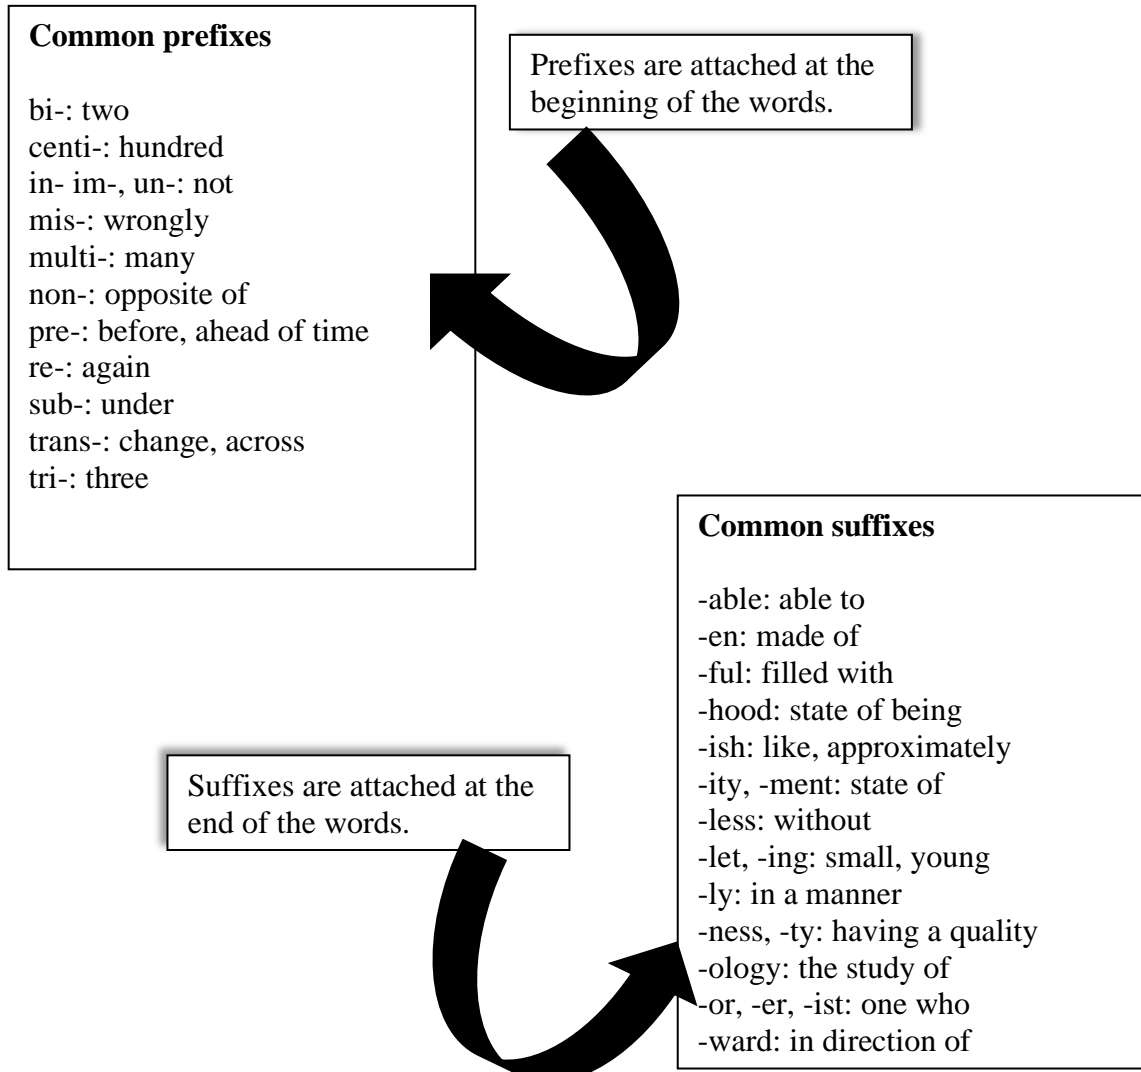 Common prefixes
bi-: two
centi-: hundred
in- im-, un-: not
mis-: wrongly
multi-: many
non-: opposite of
pre-: before, ahead of time
re-: again
sub-: under
trans-: change, across
tri-: three
Prefixes are attached at the
beginning of the words.
Common suffixes
-able: able to
-en: made of
-ful: filled with
-hood: state of being
-ish: like, approximately
-ity, -ment: state of
-less: without
-let, -ing: small, young
-ly: in a manner
-ness, -ty: having a quality
-ology: the study of
-or, -er, -ist: one who
-ward: in direction of
Suffixes are attached at the
end of the words.